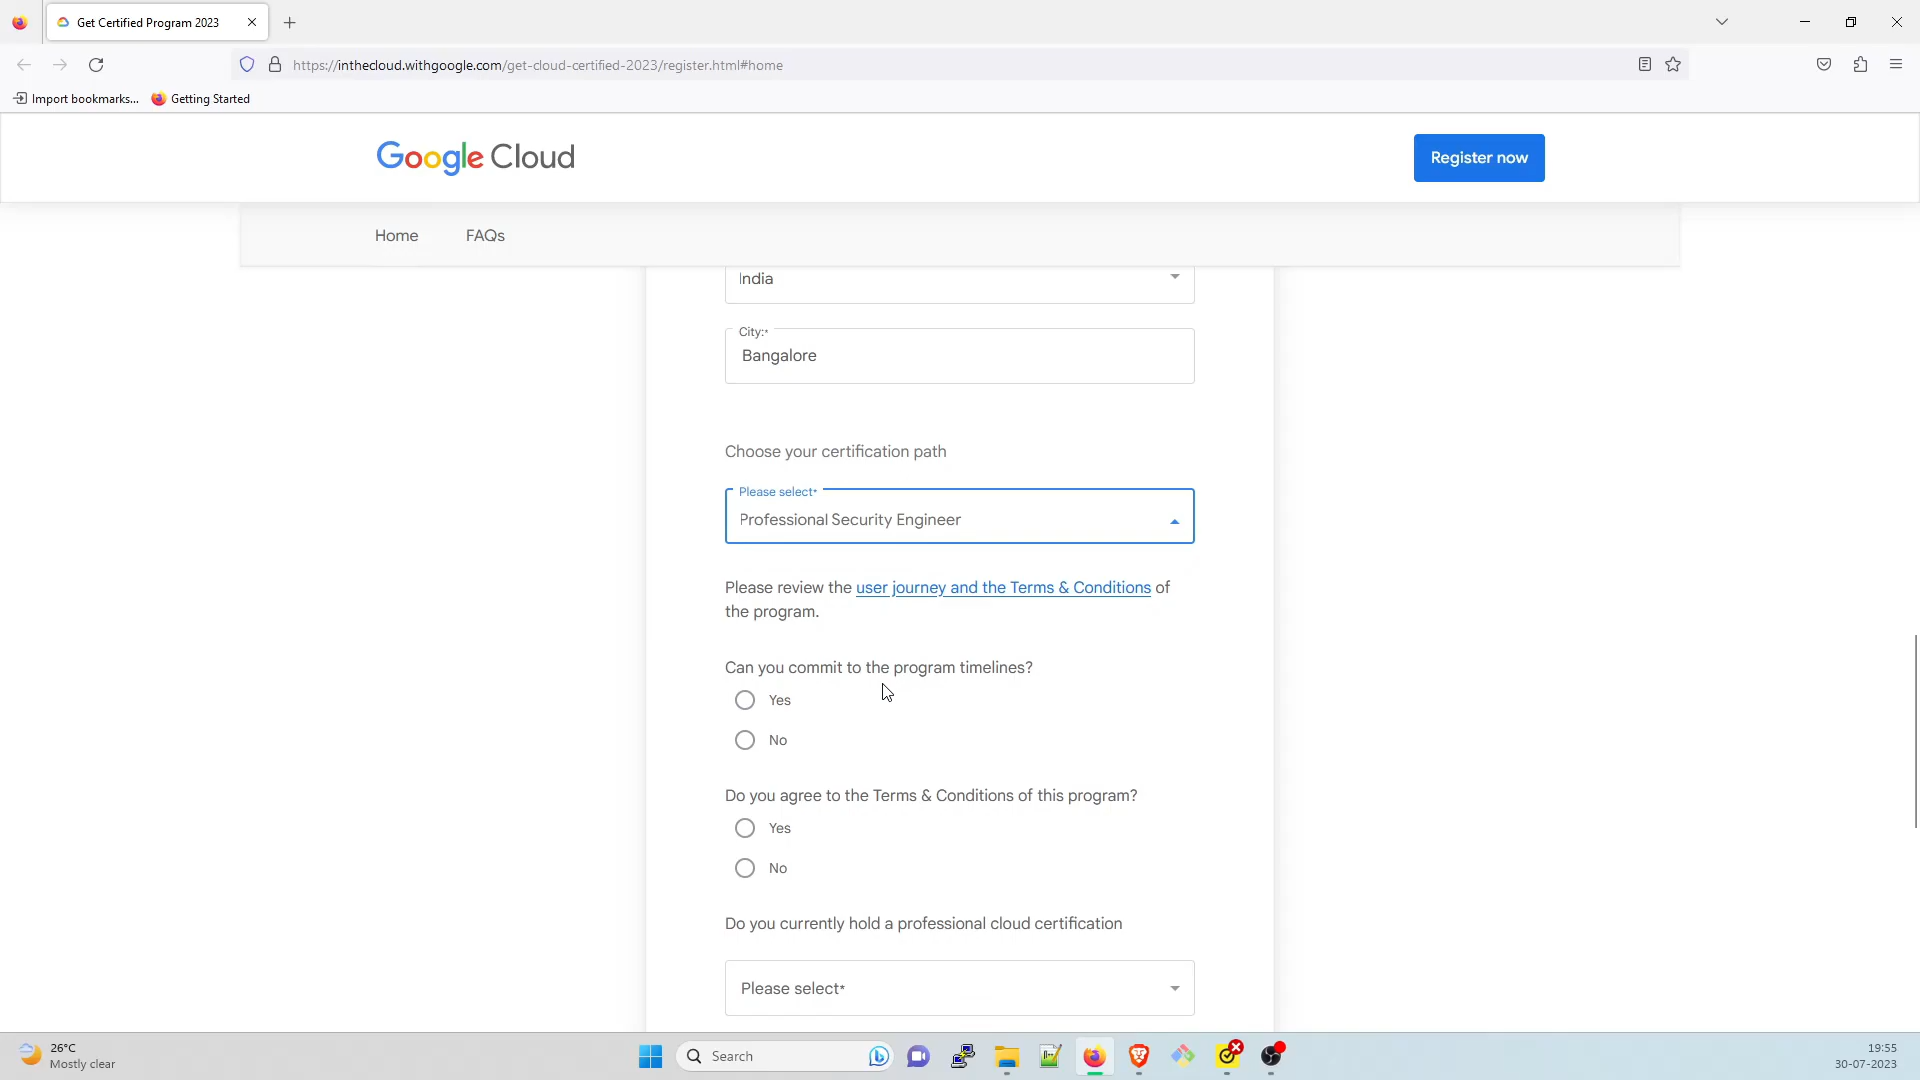 Get Certified Program 2023
https://inthecloud.withgoogle.com/get-cloud-certified-2023/register.html#home
Import bookmarks...
Getting Started
Google Cloud
Register now
Home
FAQs
India
City:*
Bangalore
Choose your certification path
Please select*
Professional Security Engineer
Please review the user journey and the Terms & Conditions of
the program.
Can you commit to the program timelines?
Yes
No
Do you agree to the Terms & Conditions of this program?
Yes
No
Do you currently hold a professional cloud certification
Please select*
26°C
Mostly clear
Search
19:55
30-07-2023